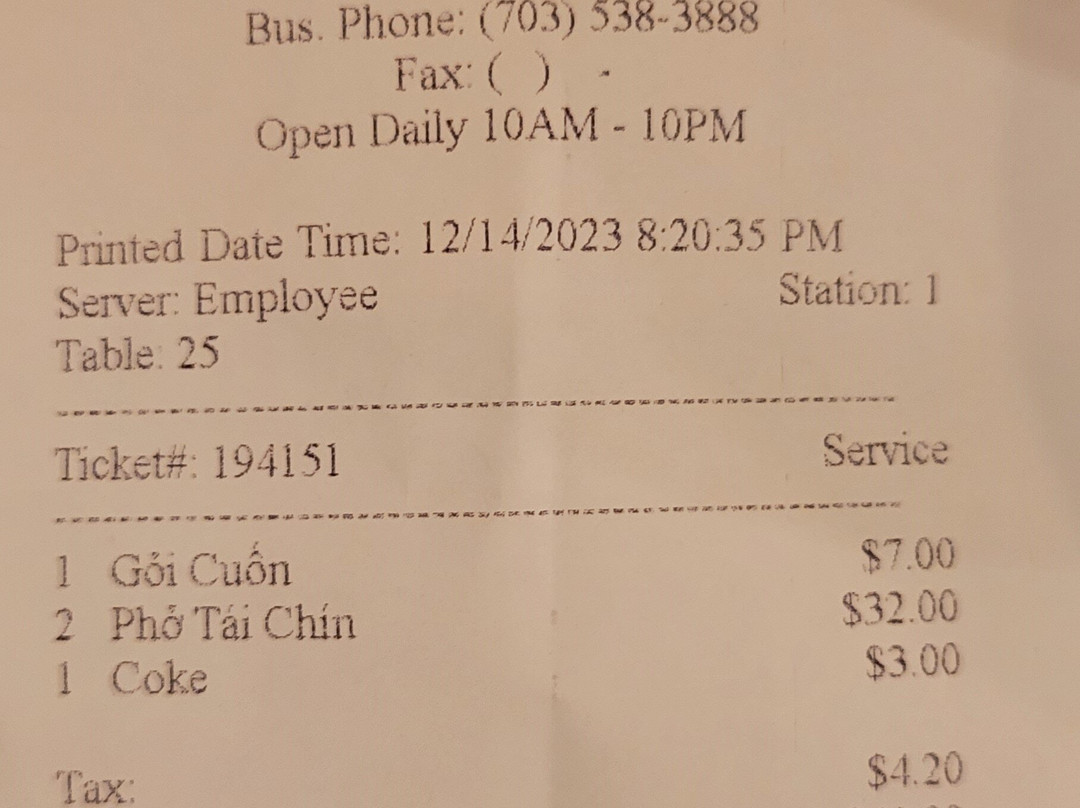 Bus. Phone: (703) 538-3888
Fax: ( ) -
Open Daily 10AM - 10PM
Printed Date Time: 12/14/2023 8:20:35 PM
Server: Employee Station: 1
Table: 25
Ticket#: 194151 Service
1 Gỏi Cuốn $7.00
2 Phở Tái Chín $32.00
1 Coke $3.00
Tax: $4.20